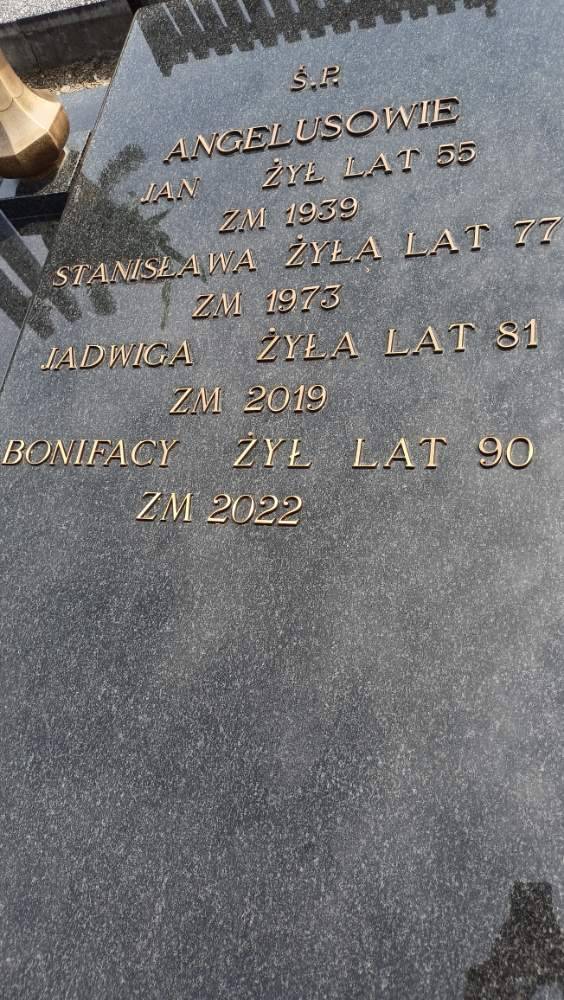 Ś.P.
ANGELUSOWIE
JAN ŻYŁ LAT 55
ZM 1939
STANISŁAWA ŻYŁA LAT 77
ZM 1973
JADWIGA ŻYŁA LAT 81
ZM 2019
BONIFACY ŻYŁ LAT 90
ZM 2022